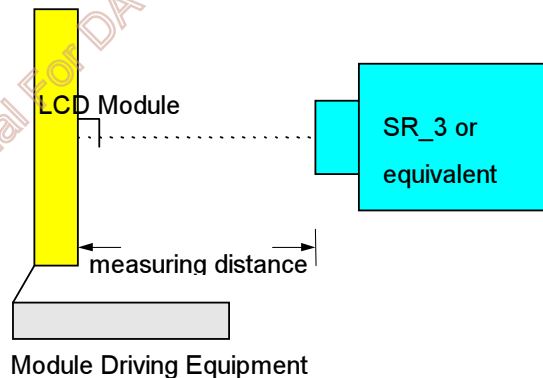 LCD Module
SR_3 or
equivalent
measuring distance
Module Driving Equipment